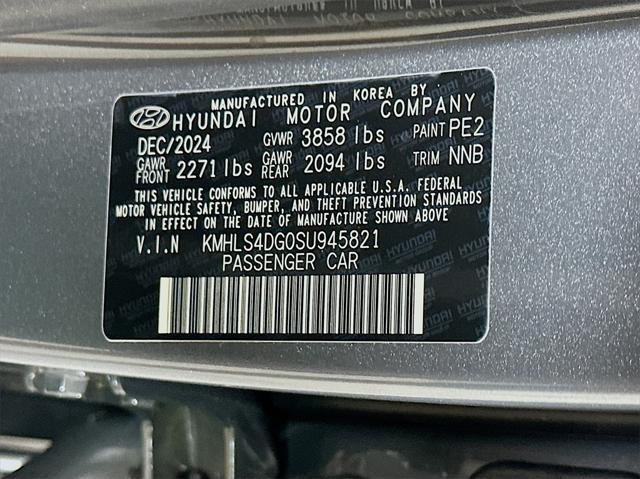 MANUFACTURED IN KOREA BY
HYUNDAI MOTOR COMPANY
DEC/2024 GVWR 3858 lbs PAINT PE2
GAWR FRONT 2271 lbs GAWR REAR 2094 lbs TRIM NNB
THIS VEHICLE CONFORMS TO ALL APPLICABLE U.S.A. FEDERAL
MOTOR VEHICLE SAFETY, BUMPER, AND THEFT PREVENTION STANDARDS
IN EFFECT ON THE DATE OF MANUFACTURE SHOWN ABOVE
V.I.N KMHLS4DG0SU945821
PASSENGER CAR